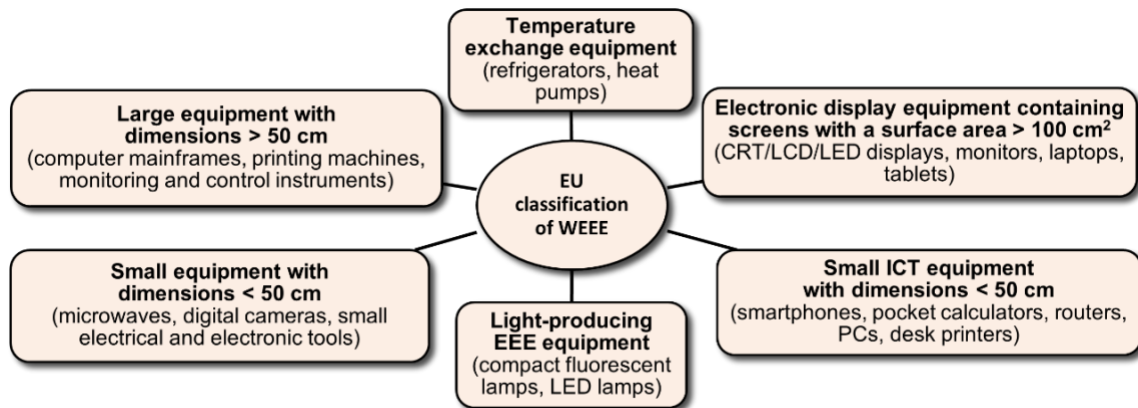 Temperature
exchange equipment
(refrigerators, heat
pumps)
Large equipment with
dimensions > 50 cm
(computer mainframes, printing machines,
monitoring and control instruments)
Electronic display equipment containing
screens with a surface area > 100 cm²
(CRT/LCD/LED displays, monitors, laptops,
tablets)
EU
classification
of WEEE
Small equipment with
dimensions < 50 cm
(microwaves, digital cameras, small
electrical and electronic tools)
Light-producing
EEE equipment
(compact fluorescent
lamps, LED lamps)
Small ICT equipment
with dimensions < 50 cm
(smartphones, pocket calculators, routers,
PCs, desk printers)